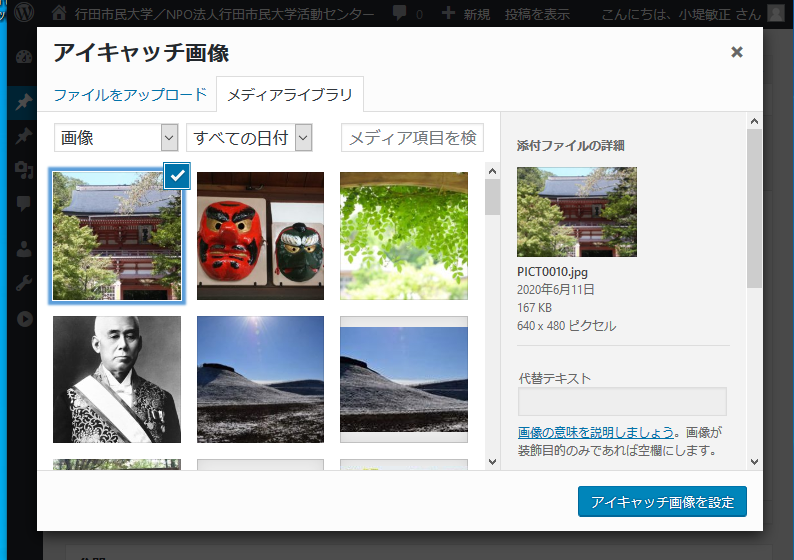 行田市民大学／NPO法人行田市民大学活動センター 0 新規 投稿を表示 こんにちは、小堤敏正 さん
アイキャッチ画像
ファイルをアップロード メディアライブラリ
画像 すべての日付 メディア項目を検
添付ファイルの詳細
PICT0010.jpg
2020年6月11日
167 KB
640 x 480 ピクセル
代替テキスト
画像の意味を説明しましょう。画像が
装飾目的のみであれば空欄にします。
アイキャッチ画像を設定